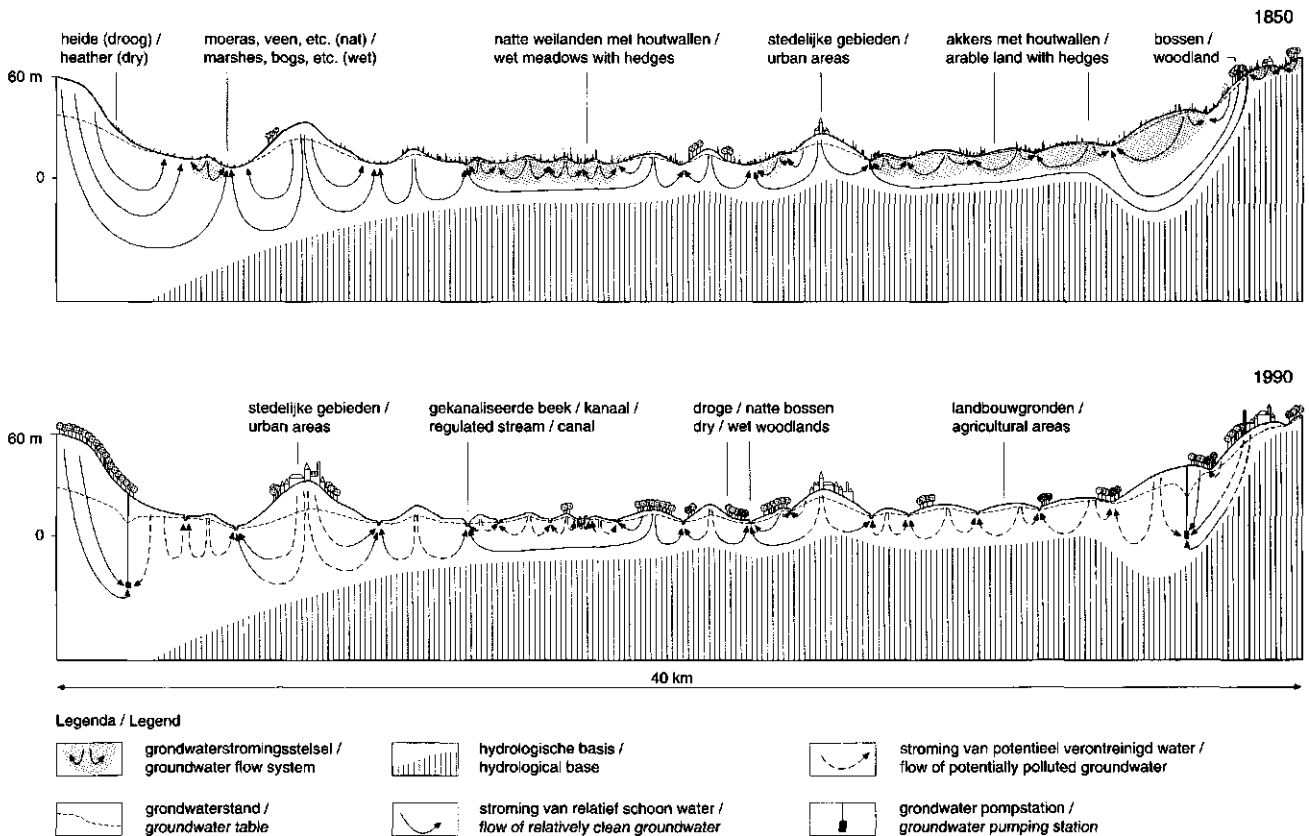 1850
heide (droog) /
heather (dry)
moeras, veen, etc. (nat) /
marshes, bogs, etc. (wet)
natte weilanden met houtwallen /
wet meadows with hedges
stedelijke gebieden /
urban areas
akkers met houtwallen /
arable land with hedges
bossen /
woodland
60 m
0
1990
stedelijke gebieden /
urban areas
gekanaliseerde beek / kanaal /
regulated stream / canal
droge / natte bossen
dry / wet woodlands
landbouwgronden /
agricultural areas
60 m
0
40 km
Legenda / Legend
grondwaterstromingsstelsel /
groundwater flow system
hydrologische basis /
hydrological base
stroming van potentieel verontreinigd water /
flow of potentially polluted groundwater
grondwaterstand /
groundwater table
stroming van relatief schoon water /
flow of relatively clean groundwater
grondwater pompstation /
groundwater pumping station